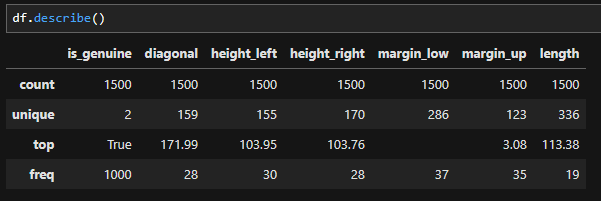 df.describe()
is_genuine diagonal height_left height_right margin_low margin_up length
count 1500 1500 1500 1500 1500 1500 1500
unique 2 159 155 170 286 123 336
top True 171.99 103.95 103.76 3.08 113.38
freq 1000 28 30 28 37 35 19